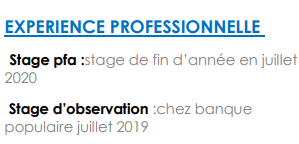 EXPERIENCE PROFESSIONNELLE
Stage pfa :stage de fin d’année en juillet
2020
Stage d’observation :chez banque
populaire juillet 2019